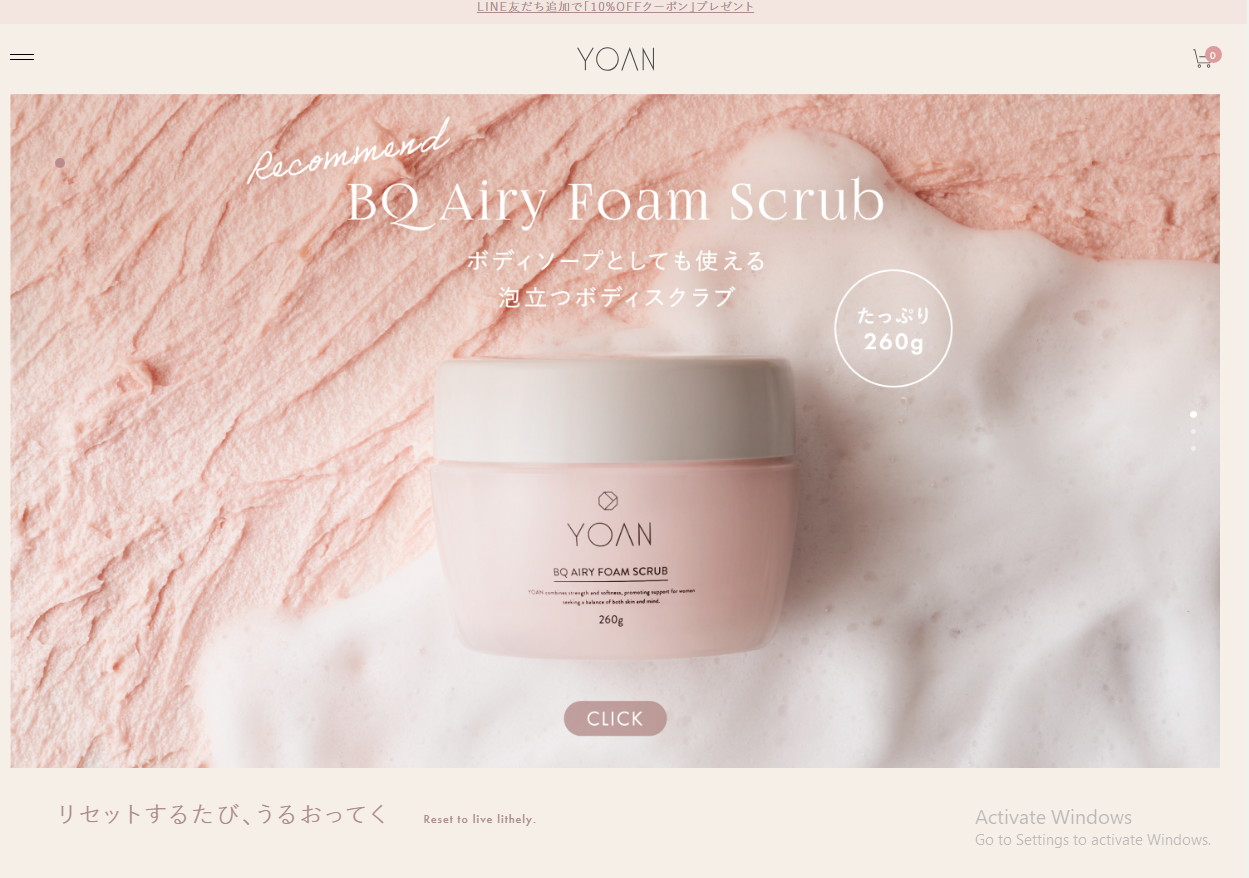 LINE友だち追加で「10%OFFクーポン」プレゼント
YOAN
0
Recommend
BQ Airy Foam Scrub
ボディソープとしても使える
泡立つボディスクラブ
たっぷり
260g
YOAN
BQ AIRY FOAM SCRUB
YOAN combines strength and softness, promoting support for women
seeking a balance of both skin and mind.
260g
CLICK
リセットするたび、うるおってく
Reset to live lithely.
Activate Windows
Go to Settings to activate Windows.